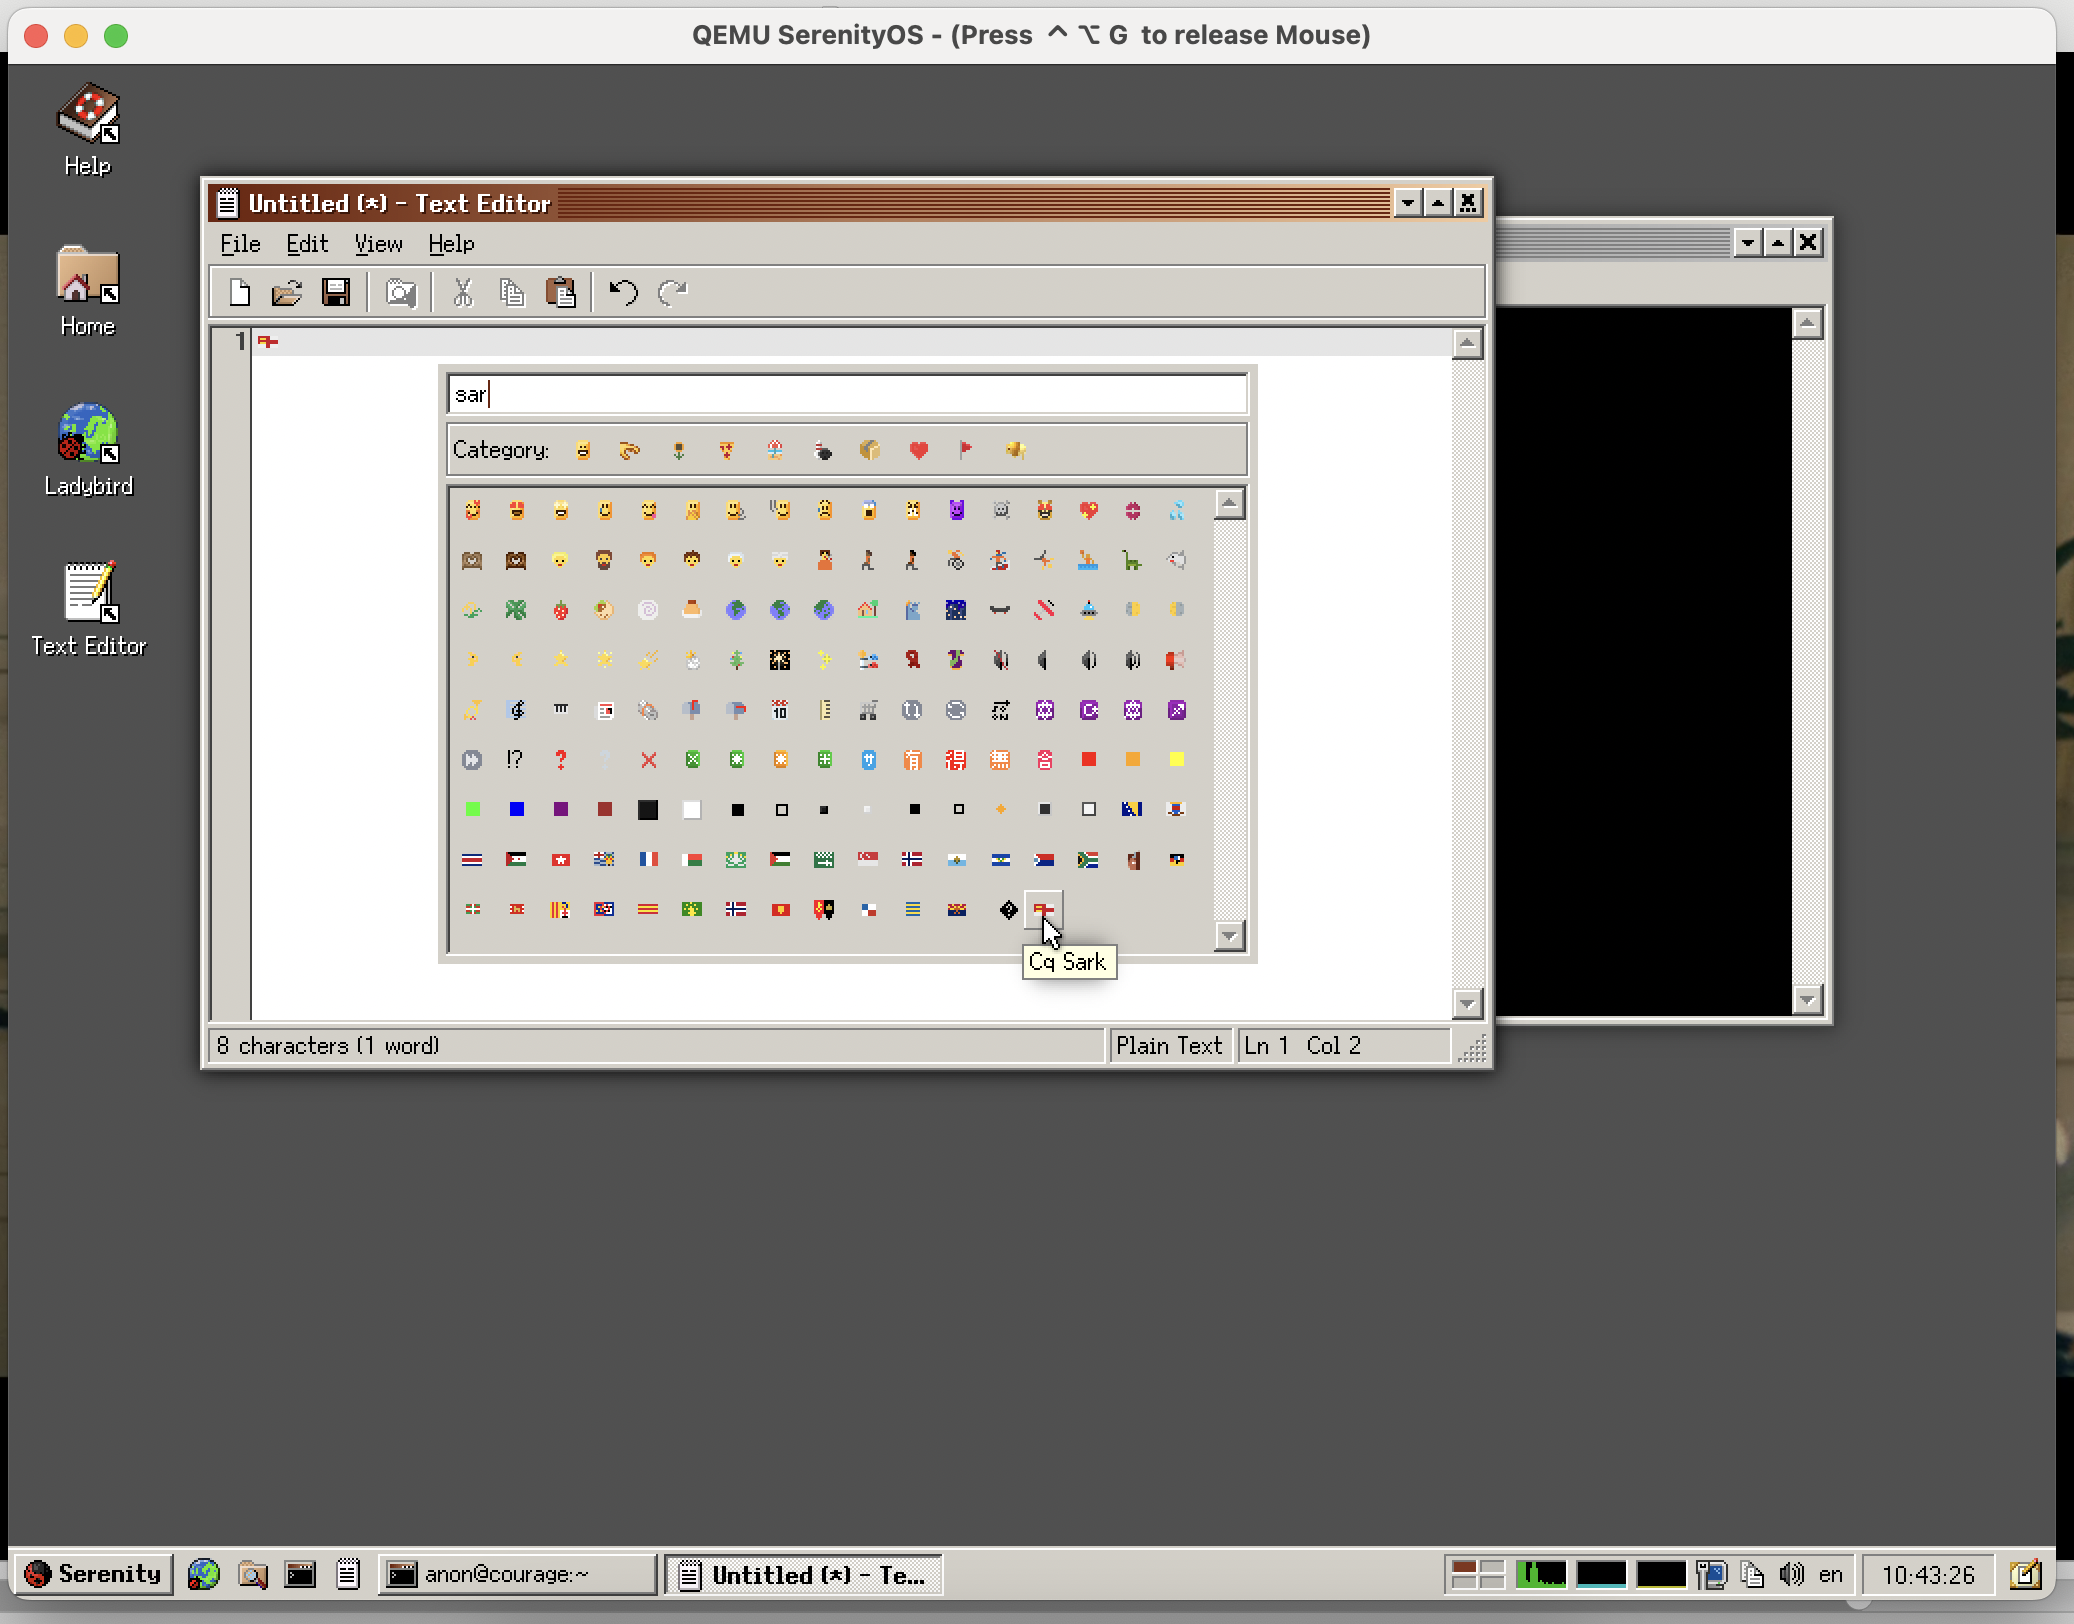 QEMU SerenityOS - (Press ^ ⌥ G to release Mouse)
Help
Home
Ladybird
Text Editor
Untitled (*) - Text Editor
File Edit View Help
1
sar
Category:
!? ?
10
Cq Sark
8 characters (1 word)
Plain Text
Ln 1 Col 2
Serenity
anon@courage:~
Untitled (*) - Te...
en
10:43:26